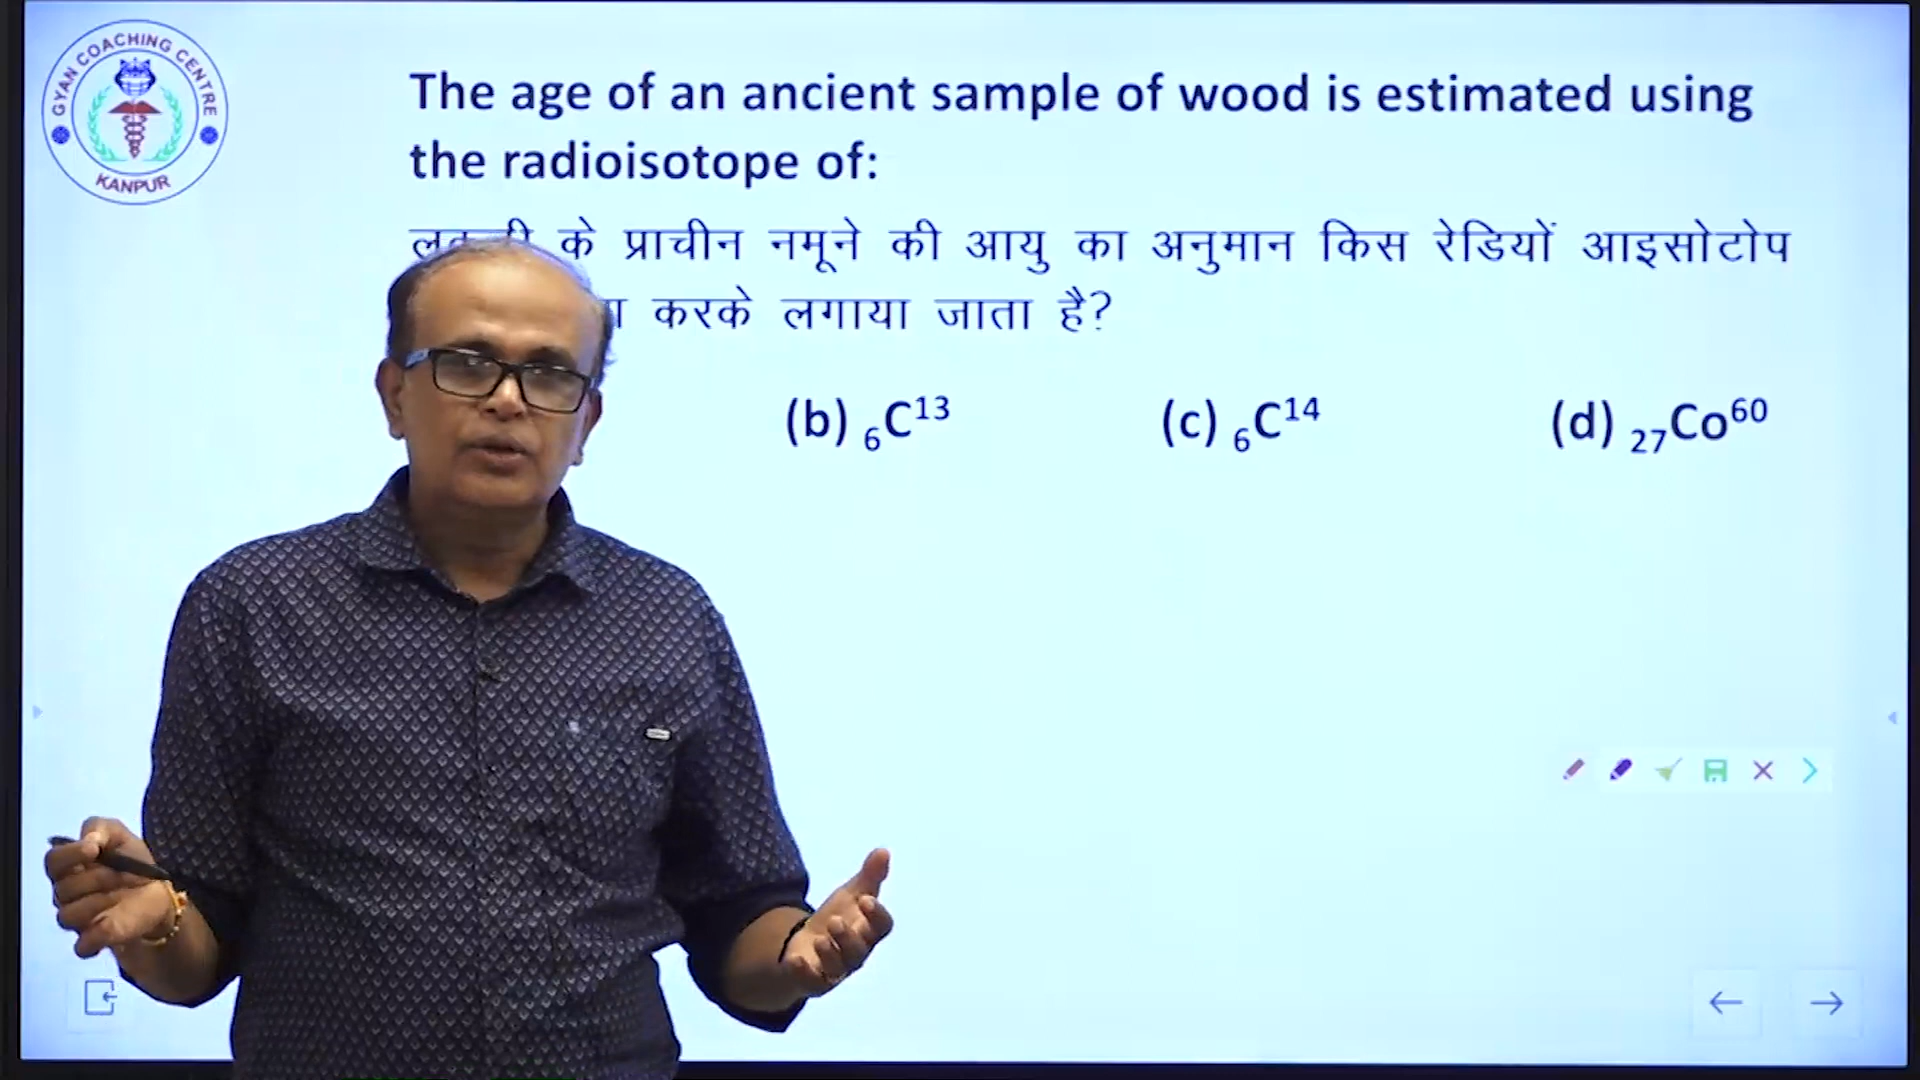 GYAN COACHING CENTRE
KANPUR
The age of an ancient sample of wood is estimated using
the radioisotope of:
के प्राचीन नमूने की आयु का अनुमान किस रेडियों आइसोटोप
करके लगाया जाता है?
(b) ₆C¹³ (c) ₆C¹⁴ (d) ₂₇Co⁶⁰